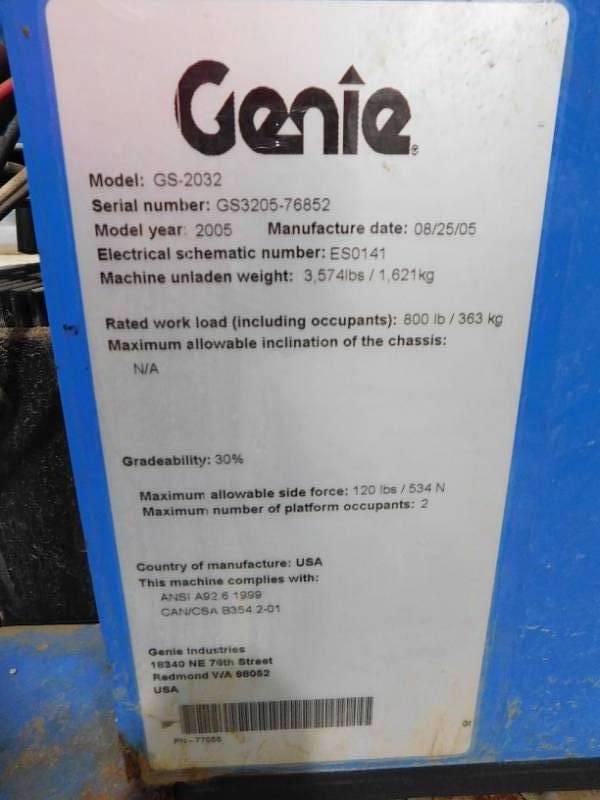 Genie
Model: GS-2032
Serial number: GS3205-76852
Model year: 2005 Manufacture date: 08/25/05
Electrical schematic number: ES0141
Machine unladen weight: 3,574lbs / 1,621kg
Rated work load (including occupants): 800 lb / 363 kg
Maximum allowable inclination of the chassis:
N/A
Gradeability: 30%
Maximum allowable side force: 120 lbs / 534 N
Maximum number of platform occupants: 2
Country of manufacture: USA
This machine complies with:
ANSI A92.6 1999
CAN/CSA B354.2-01
Genie Industries
18340 NE 76th Street
Redmond WA 98052
USA
PN - 77055